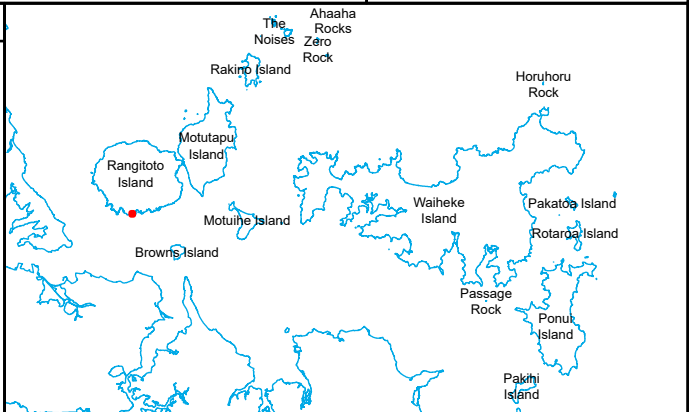 The
Noises
Ahaaha
Rocks
Zero
Rock
Rakino Island
Horuhoru
Rock
Motutapu
Island
Rangitoto
Island
Waiheke
Island
Pakatoa Island
Motuihe Island
Rotaroa Island
Browns Island
Passage
Rock
Ponui
Island
Pakihi
Island